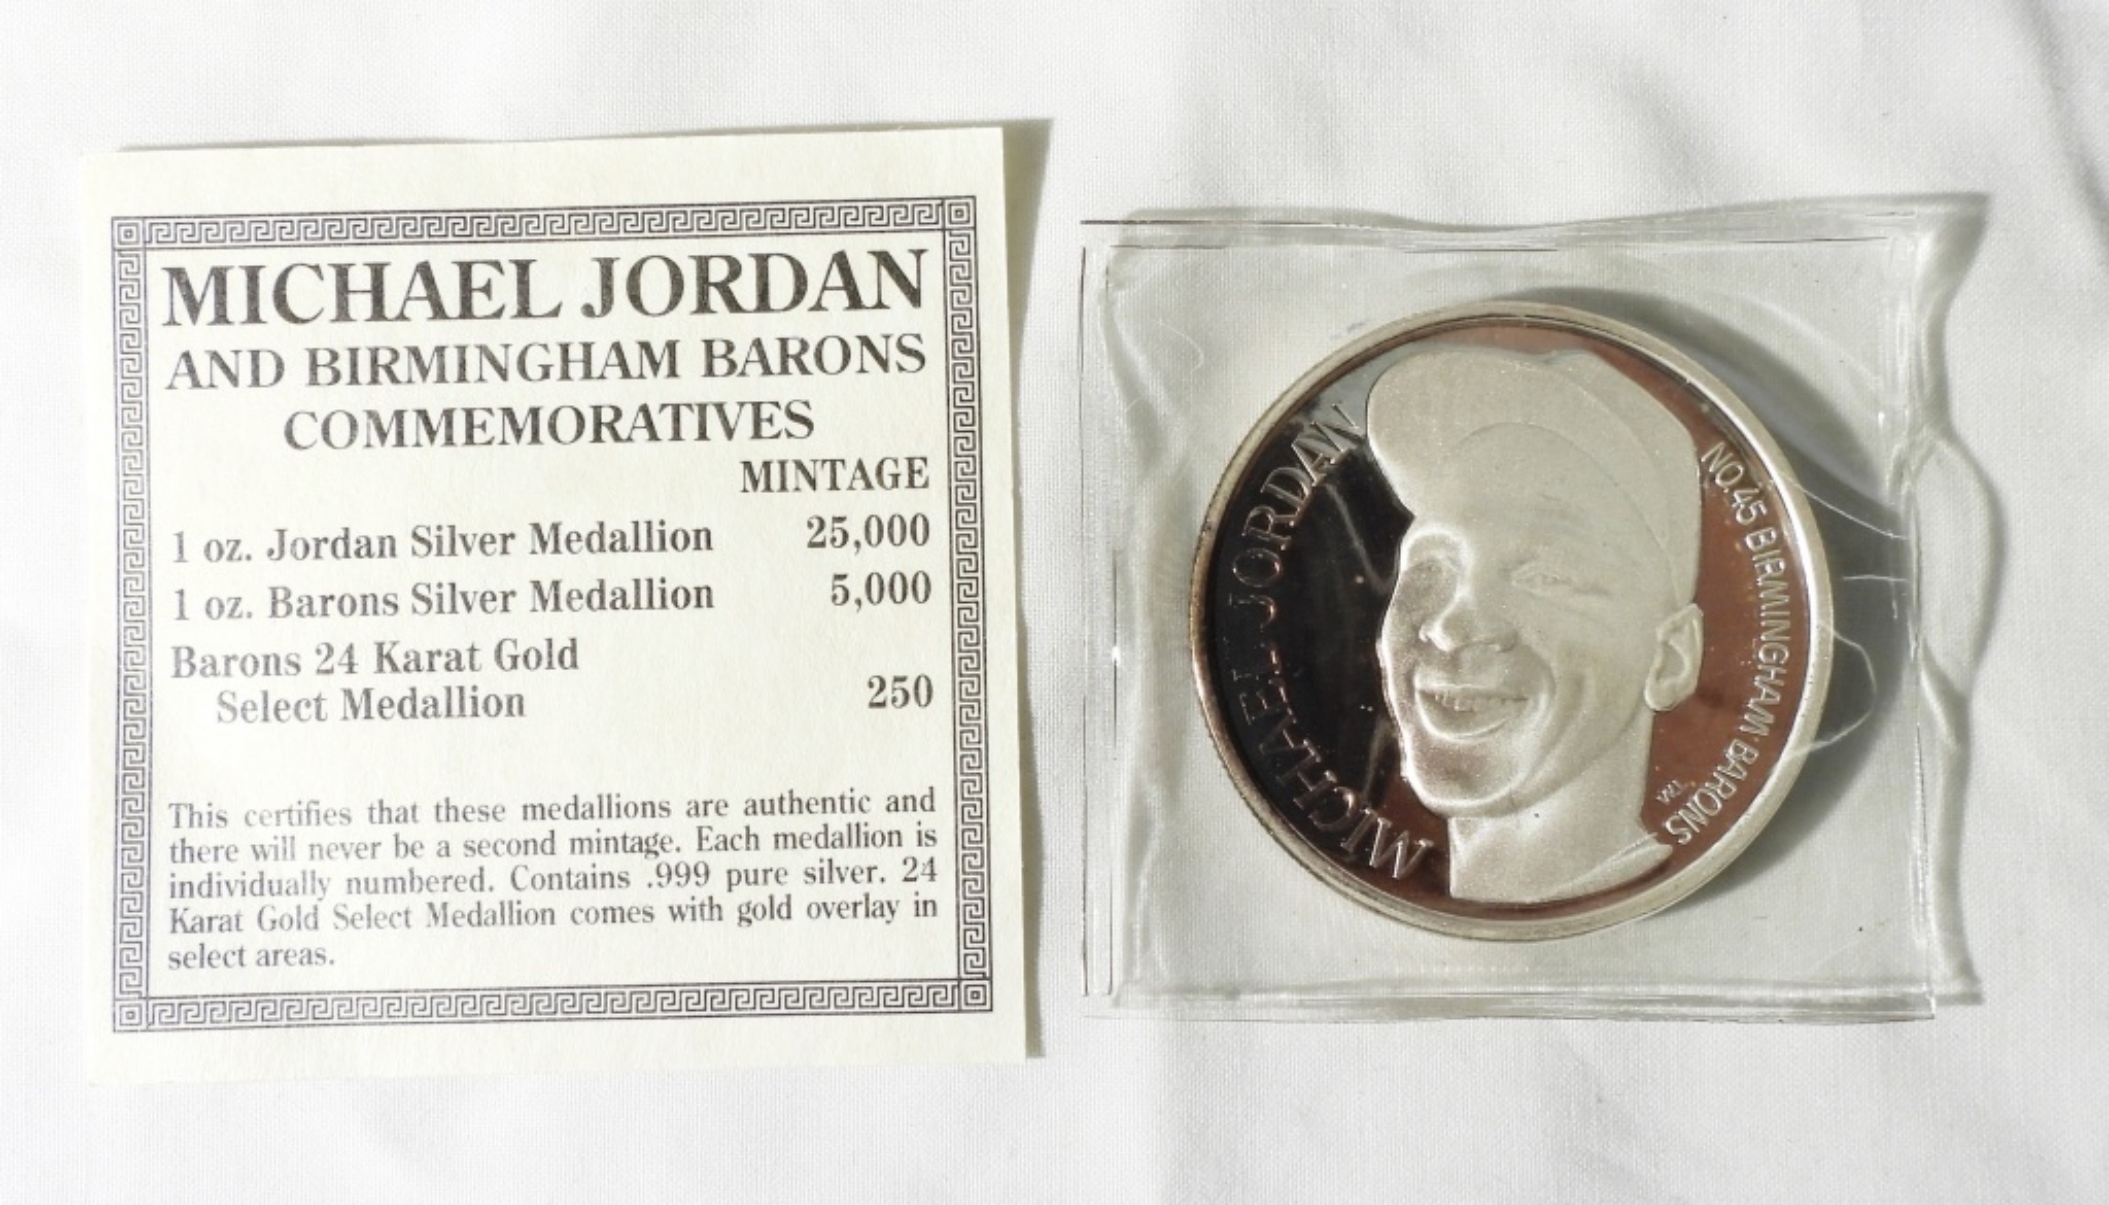 MICHAEL JORDAN
AND BIRMINGHAM BARONS
COMMEMORATIVES
MINTAGE
1 oz. Jordan Silver Medallion 25,000
1 oz. Barons Silver Medallion 5,000
Barons 24 Karat Gold
Select Medallion 250
This certifies that these medallions are authentic and
there will never be a second mintage. Each medallion is
individually numbered. Contains .999 pure silver. 24
Karat Gold Select Medallion comes with gold overlay in
select areas.
MICHAEL JORDAN
NO.45 BIRMINGHAM BARONS
TM